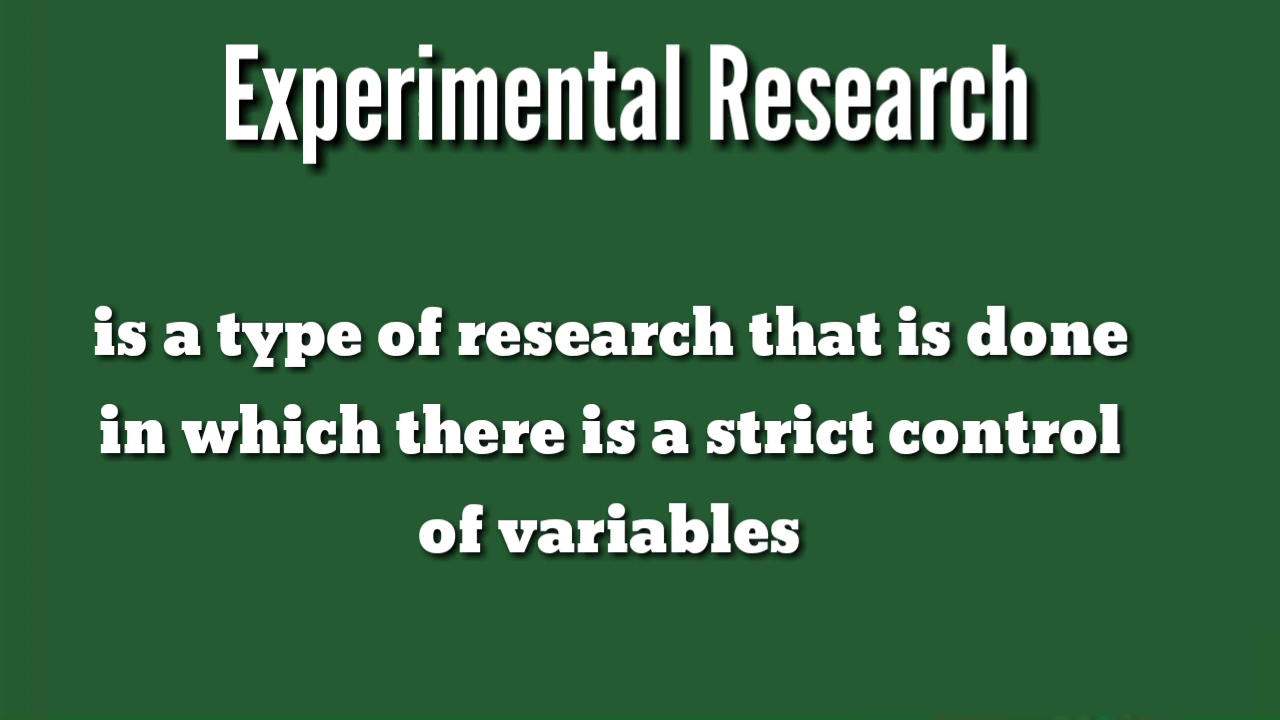 Experimental Research
is a type of research that is done
in which there is a strict control
of variables